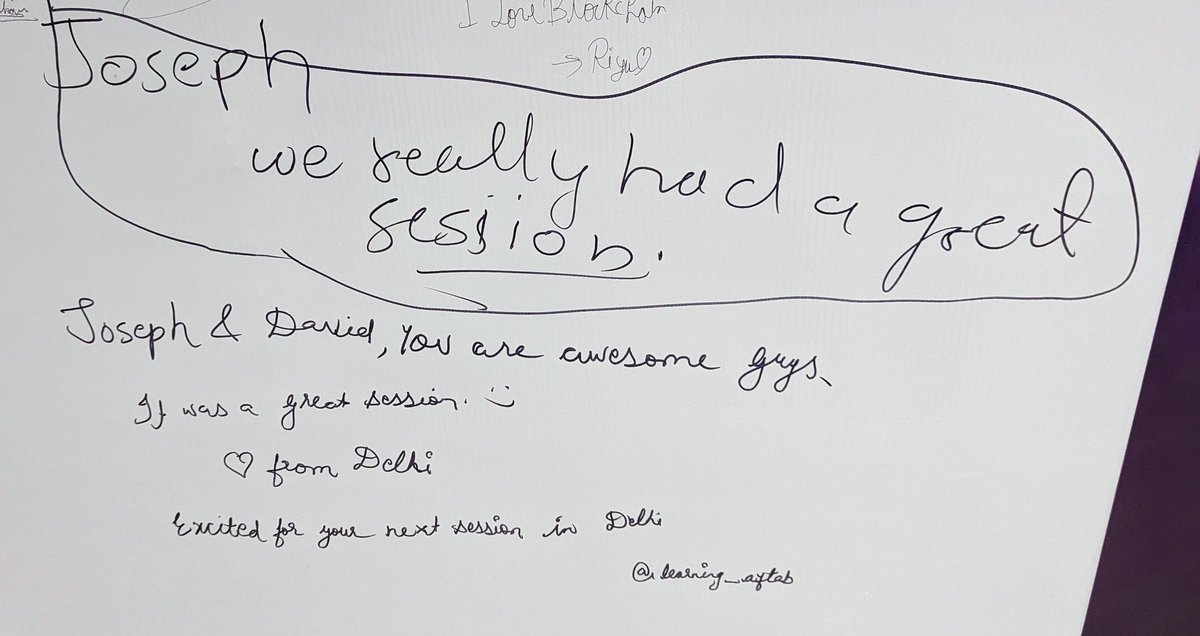 I Love Blockchain
→ Riyu♡
Joseph
we really had a great
session.
Joseph & David, You are awesome guys.
It was a great session. :)
♡ from Delhi
Excited for your next session in Delhi
@learning_aftab